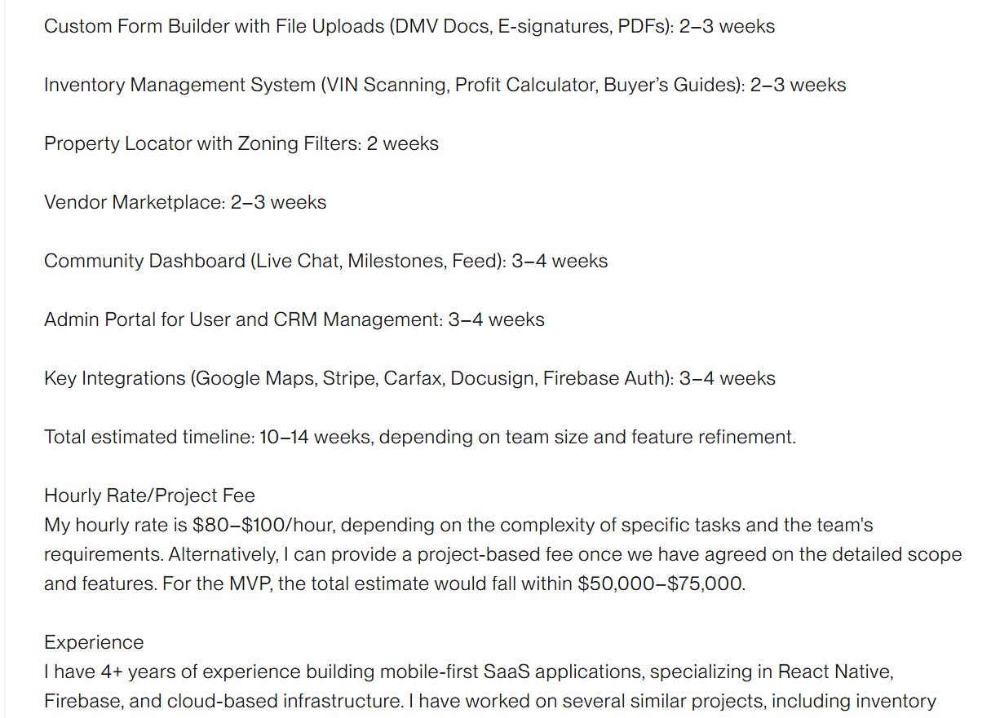 Custom Form Builder with File Uploads (DMV Docs, E-signatures, PDFs): 2–3 weeks
Inventory Management System (VIN Scanning, Profit Calculator, Buyer’s Guides): 2–3 weeks
Property Locator with Zoning Filters: 2 weeks
Vendor Marketplace: 2–3 weeks
Community Dashboard (Live Chat, Milestones, Feed): 3–4 weeks
Admin Portal for User and CRM Management: 3–4 weeks
Key Integrations (Google Maps, Stripe, Carfax, Docusign, Firebase Auth): 3–4 weeks
Total estimated timeline: 10–14 weeks, depending on team size and feature refinement.
Hourly Rate/Project Fee
My hourly rate is $80–$100/hour, depending on the complexity of specific tasks and the team's
requirements. Alternatively, I can provide a project-based fee once we have agreed on the detailed scope
and features. For the MVP, the total estimate would fall within $50,000–$75,000.
Experience
I have 4+ years of experience building mobile-first SaaS applications, specializing in React Native,
Firebase, and cloud-based infrastructure. I have worked on several similar projects, including inventory